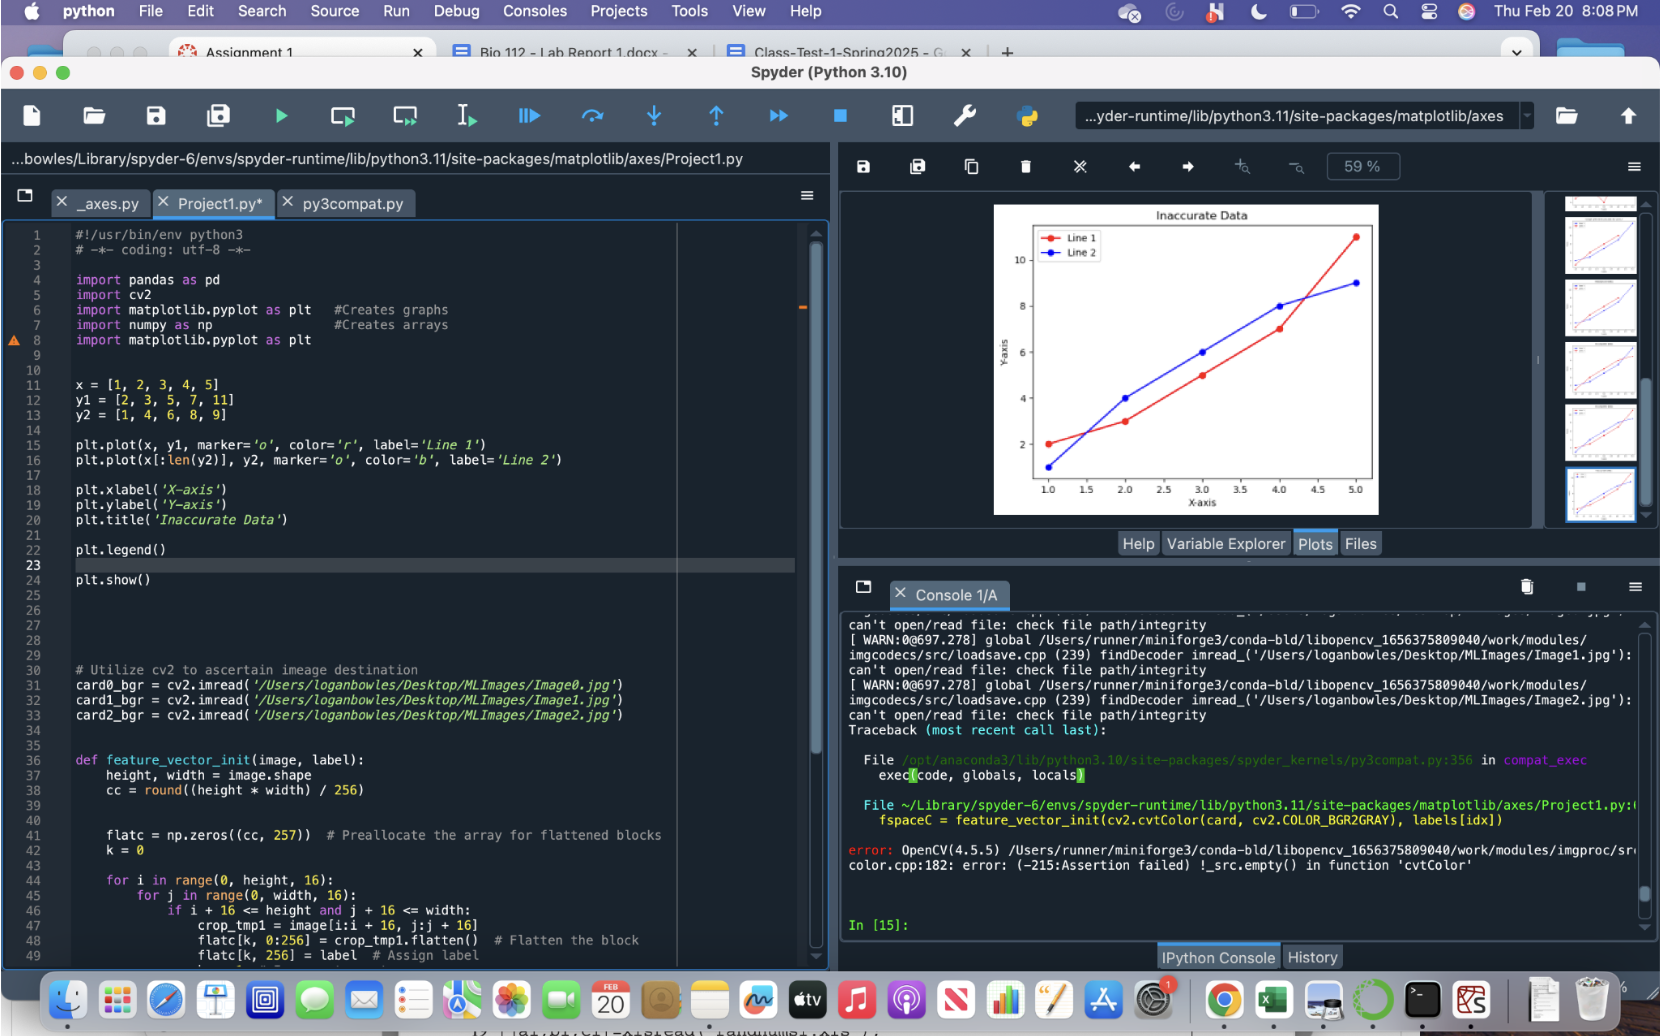 python File Edit Search Source Run Debug Consoles Projects Tools View Help Thu Feb 20 8:08 PM
Assignment 1 Bio 112 - Lab Report 1.docx - Class-Test-1-Spring2025 - G
Spyder (Python 3.10)
...yder-runtime/lib/python3.11/site-packages/matplotlib/axes
...bowles/Library/spyder-6/envs/spyder-runtime/lib/python3.11/site-packages/matplotlib/axes/Project1.py
_axes.py Project1.py* py3compat.py
1 #!/usr/bin/env python3
2 # -*- coding: utf-8 -*-
3
4 import pandas as pd
5 import cv2
6 import matplotlib.pyplot as plt #Creates graphs
7 import numpy as np #Creates arrays
8 import matplotlib.pyplot as plt
9
10
11 x = [1, 2, 3, 4, 5]
12 y1 = [2, 3, 5, 7, 11]
13 y2 = [1, 4, 6, 8, 9]
14
15 plt.plot(x, y1, marker='o', color='r', label='Line 1')
16 plt.plot(x[:len(y2)], y2, marker='o', color='b', label='Line 2')
17
18 plt.xlabel('X-axis')
19 plt.ylabel('Y-axis')
20 plt.title('Inaccurate Data')
21
22 plt.legend()
23
24 plt.show()
25
26
27
28
29
30 # Utilize cv2 to ascertain imeage destination
31 card0_bgr = cv2.imread('/Users/loganbowles/Desktop/MLImages/Image0.jpg')
32 card1_bgr = cv2.imread('/Users/loganbowles/Desktop/MLImages/Image1.jpg')
33 card2_bgr = cv2.imread('/Users/loganbowles/Desktop/MLImages/Image2.jpg')
34
35
36 def feature_vector_init(image, label):
37 height, width = image.shape
38 cc = round((height * width) / 256)
39
40
41 flatc = np.zeros((cc, 257)) # Preallocate the array for flattened blocks
42 k = 0
43
44 for i in range(0, height, 16):
45 for j in range(0, width, 16):
46 if i + 16 <= height and j + 16 <= width:
47 crop_tmp1 = image[i:i + 16, j:j + 16]
48 flatc[k, 0:256] = crop_tmp1.flatten() # Flatten the block
49 flatc[k, 256] = label # Assign label
59 %
Inaccurate Data
Line 1
Line 2
Y-axis
10
8
6
4
2
1.0 1.5 2.0 2.5 3.0 3.5 4.0 4.5 5.0
X-axis
Help Variable Explorer Plots Files
Console 1/A
can't open/read file: check file path/integrity
[ WARN:0@697.278] global /Users/runner/miniforge3/conda-bld/libopencv_1656375809040/work/modules/
imgcodecs/src/loadsave.cpp (239) findDecoder imread_('/Users/loganbowles/Desktop/MLImages/Image1.jpg'):
can't open/read file: check file path/integrity
[ WARN:0@697.278] global /Users/runner/miniforge3/conda-bld/libopencv_1656375809040/work/modules/
imgcodecs/src/loadsave.cpp (239) findDecoder imread_('/Users/loganbowles/Desktop/MLImages/Image2.jpg'):
can't open/read file: check file path/integrity
Traceback (most recent call last):
File /opt/anaconda3/lib/python3.10/site-packages/spyder_kernels/py3compat.py:356 in compat_exec
exec(code, globals, locals)
File ~/Library/spyder-6/envs/spyder-runtime/lib/python3.11/site-packages/matplotlib/axes/Project1.py:
fspaceC = feature_vector_init(cv2.cvtColor(card, cv2.COLOR_BGR2GRAY), labels[idx])
error: OpenCV(4.5.5) /Users/runner/miniforge3/conda-bld/libopencv_1656375809040/work/modules/imgproc/sr
color.cpp:182: error: (-215:Assertion failed) !_src.empty() in function 'cvtColor'
In [15]:
IPython Console History
FEB
20
tv
1